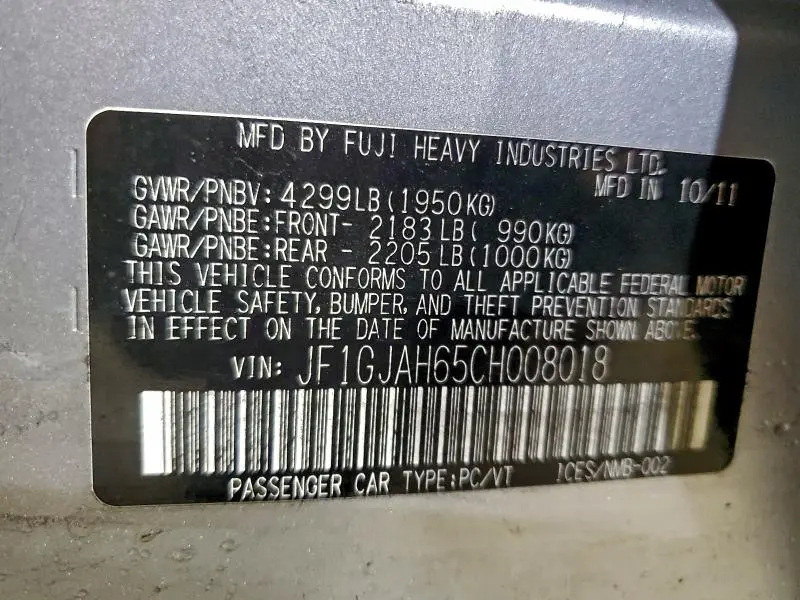 MFD BY FUJI HEAVY INDUSTRIES LTD.
MFD IN 10/11
GVWR/PNBV: 4299LB(1950KG)
GAWR/PNBE:FRONT- 2183LB( 990KG)
GAWR/PNBE:REAR - 2205LB(1000KG)
THIS VEHICLE CONFORMS TO ALL APPLICABLE FEDERAL MOTOR
VEHICLE SAFETY, BUMPER, AND THEFT PREVENTION STANDARDS
IN EFFECT ON THE DATE OF MANUFACTURE SHOWN ABOVE.
VIN: JF1GJAH65CH008018
PASSENGER CAR TYPE:PC/VT ICES/NMB-002